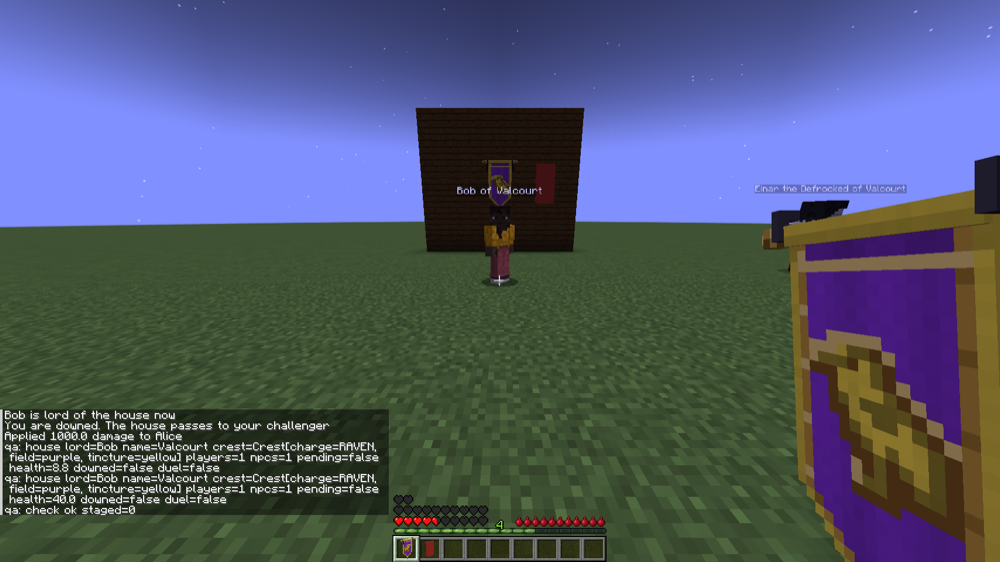 Bob of Valcourt
Einar the Defrocked of Valcourt
Bob is lord of the house now
You are downed. The house passes to your challenger
Applied 1000.0 damage to Alice
qa: house lord=Bob name=Valcourt crest=Crest[charge=RAVEN,
field=purple, tincture=yellow] players=1 npcs=1 pending=false
health=8.8 downed=false duel=false
qa: house lord=Bob name=Valcourt crest=Crest[charge=RAVEN,
field=purple, tincture=yellow] players=1 npcs=1 pending=false
health=40.0 downed=false duel=false
qa: check ok staged=0
4